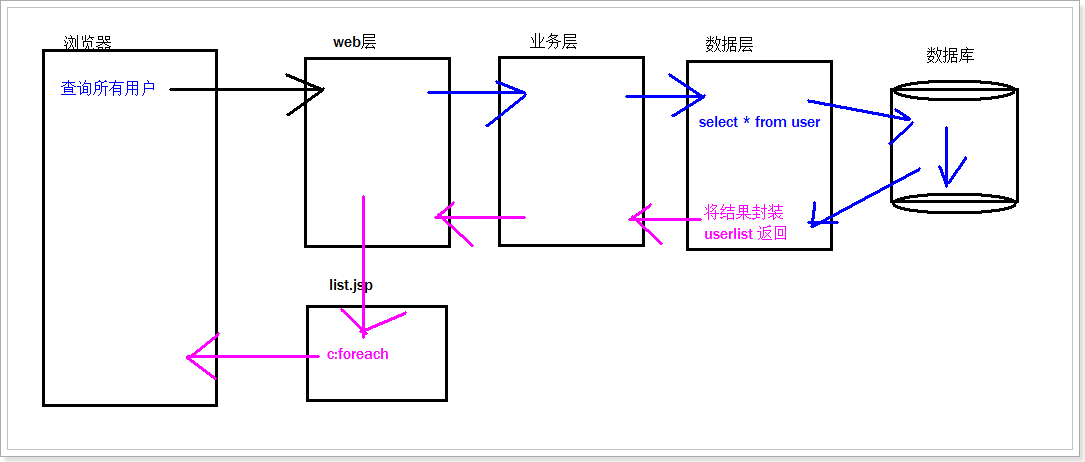 浏览器
web层
业务层
数据层
数据库
查询所有用户
select * from user
将结果封装
userlist 返回
list.jsp
c:foreach